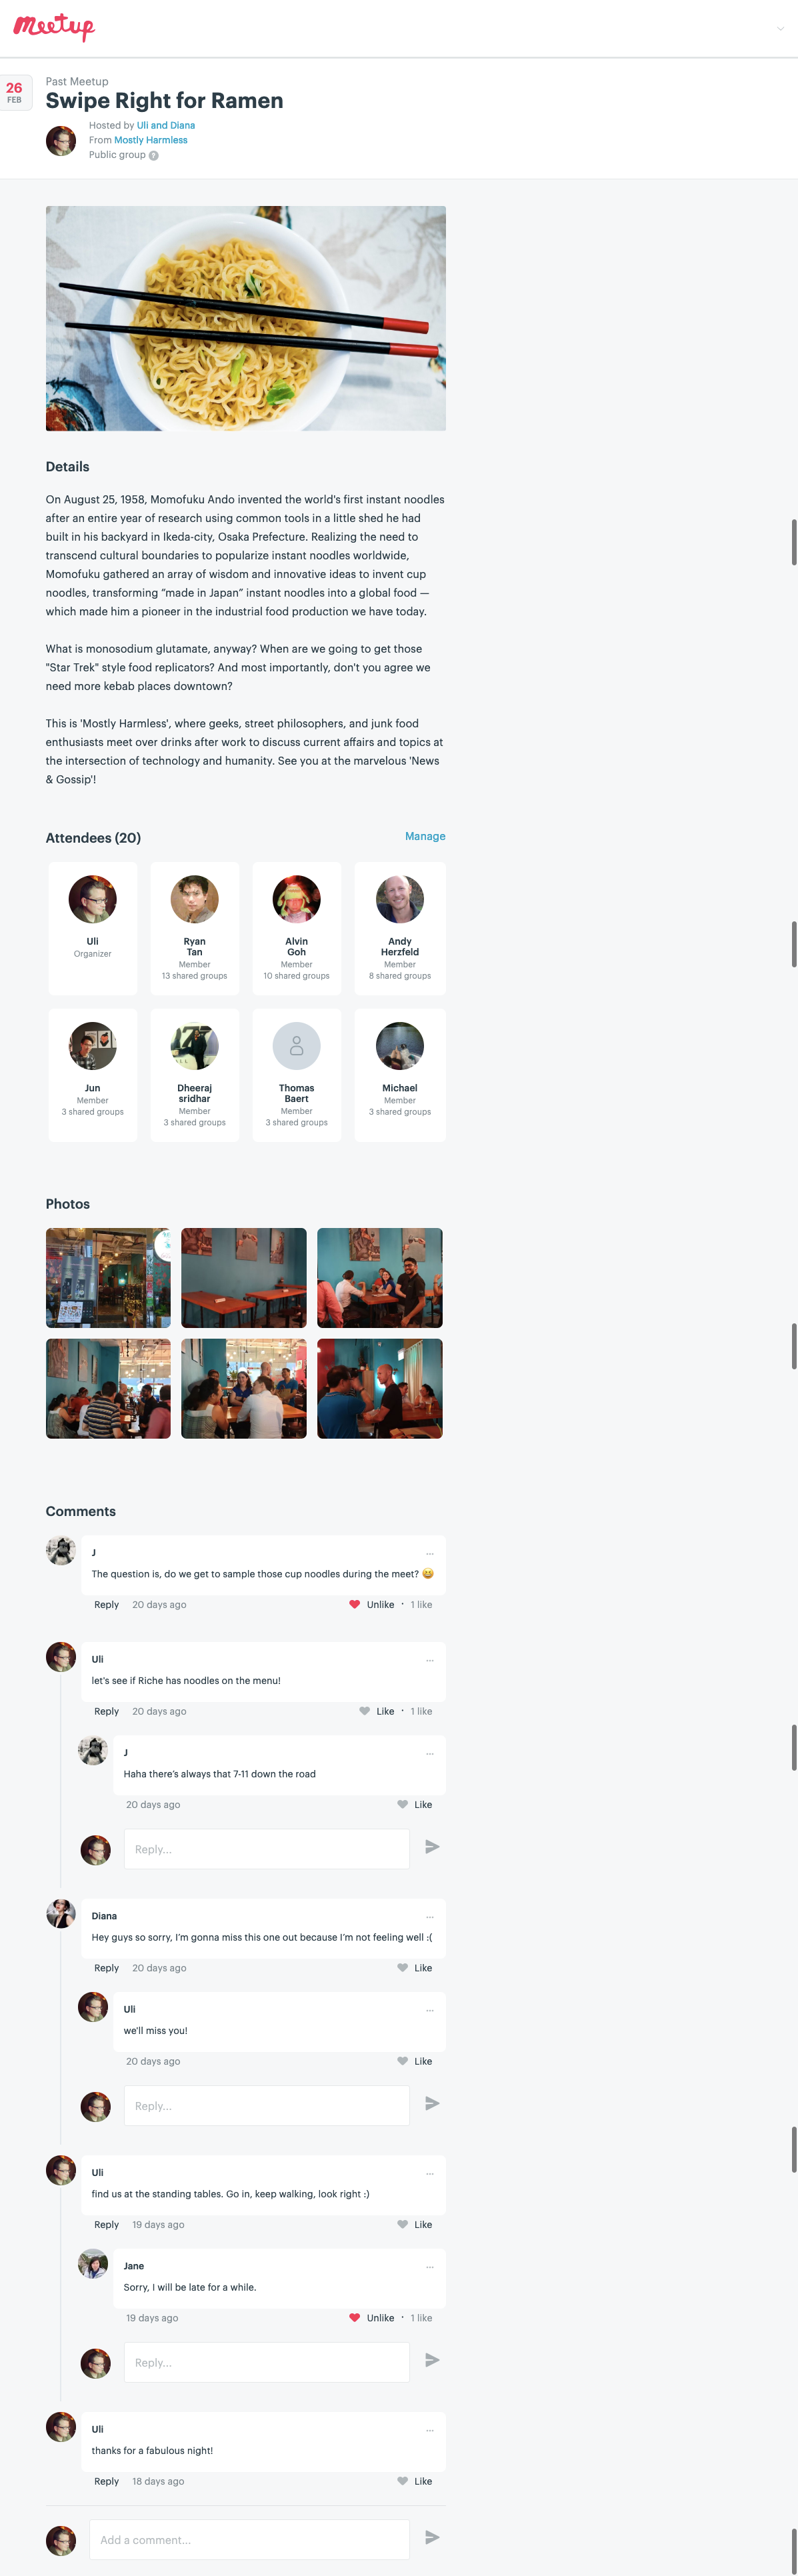 Meetup
26
FEB
Past Meetup
Swipe Right for Ramen
Hosted by Uli and Diana
From Mostly Harmless
Public group ?
Details
On August 25, 1958, Momofuku Ando invented the world's first instant noodles
after an entire year of research using common tools in a little shed he had
built in his backyard in Ikeda-city, Osaka Prefecture. Realizing the need to
transcend cultural boundaries to popularize instant noodles worldwide,
Momofuku gathered an array of wisdom and innovative ideas to invent cup
noodles, transforming “made in Japan” instant noodles into a global food —
which made him a pioneer in the industrial food production we have today.
What is monosodium glutamate, anyway? When are we going to get those
"Star Trek" style food replicators? And most importantly, don't you agree we
need more kebab places downtown?
This is 'Mostly Harmless', where geeks, street philosophers, and junk food
enthusiasts meet over drinks after work to discuss current affairs and topics at
the intersection of technology and humanity. See you at the marvelous 'News
& Gossip'!
Attendees (20)
Manage
Uli
Organizer
Ryan
Tan
Member
13 shared groups
Alvin
Goh
Member
10 shared groups
Andy
Herzfeld
Member
8 shared groups
Jun
Member
3 shared groups
Dheeraj
sridhar
Member
3 shared groups
Thomas
Baert
Member
3 shared groups
Michael
Member
3 shared groups
Photos
Comments
J
...
The question is, do we get to sample those cup noodles during the meet? 😄
Reply 20 days ago Unlike · 1 like
Uli
...
let's see if Riche has noodles on the menu!
Reply 20 days ago Like · 1 like
J
...
Haha there's always that 7-11 down the road
20 days ago Like
Reply...
Diana
...
Hey guys so sorry, I'm gonna miss this one out because I'm not feeling well :(
Reply 20 days ago Like
Uli
...
we'll miss you!
20 days ago Like
Reply...
Uli
...
find us at the standing tables. Go in, keep walking, look right :)
Reply 19 days ago Like
Jane
...
Sorry, I will be late for a while.
19 days ago Unlike · 1 like
Reply...
Uli
...
thanks for a fabulous night!
Reply 18 days ago Like
Add a comment...